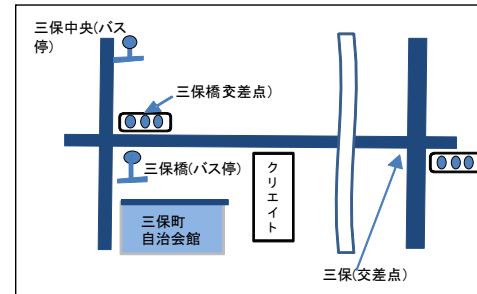 三保中央(バス
停)
三保橋交差点)
三保橋(バス停)
クリエイト
三保町
自治会館
三保(交差点)